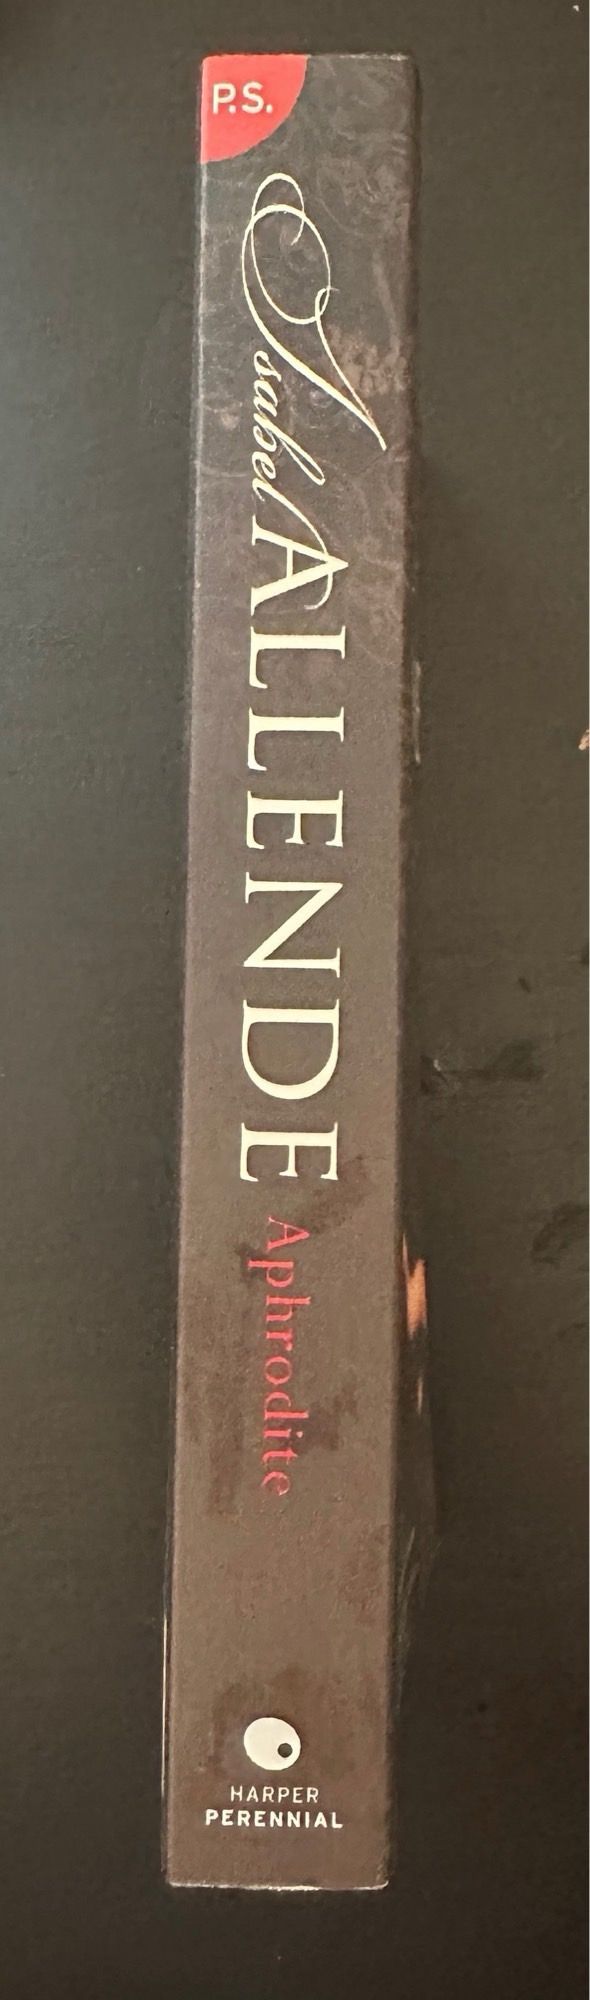 P.S.
Isabel ALLENDE Aphrodite
HARPER
PERENNIAL